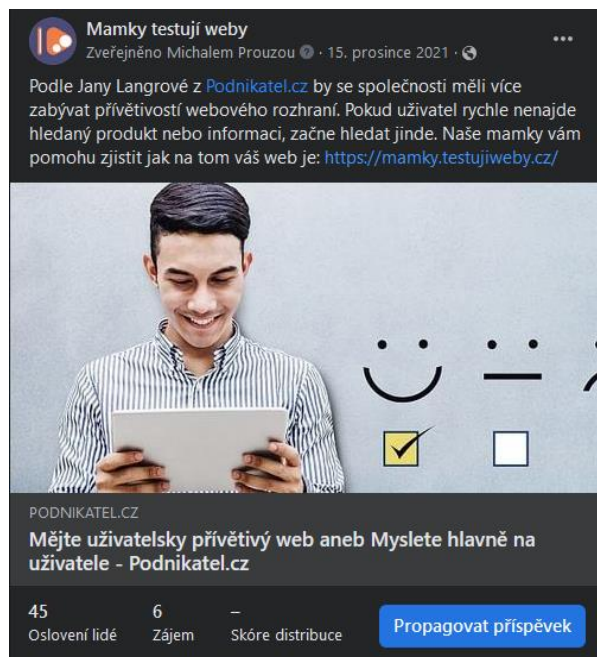 Mamky testují weby
Zveřejněno Michalem Prouzou · 15. prosince 2021 ·
Podle Jany Langrové z Podnikatel.cz by se společnosti měli více
zabývat přívětivostí webového rozhraní. Pokud uživatel rychle nenajde
hledaný produkt nebo informaci, začne hledat jinde. Naše mamky vám
pomohu zjistit jak na tom váš web je: https://mamky.testujiweby.cz/
PODNIKATEL.CZ
Mějte uživatelsky přívětivý web aneb Myslete hlavně na
uživatele - Podnikatel.cz
45 6 –
Oslovení lidé Zájem Skóre distribuce
Propagovat příspěvek